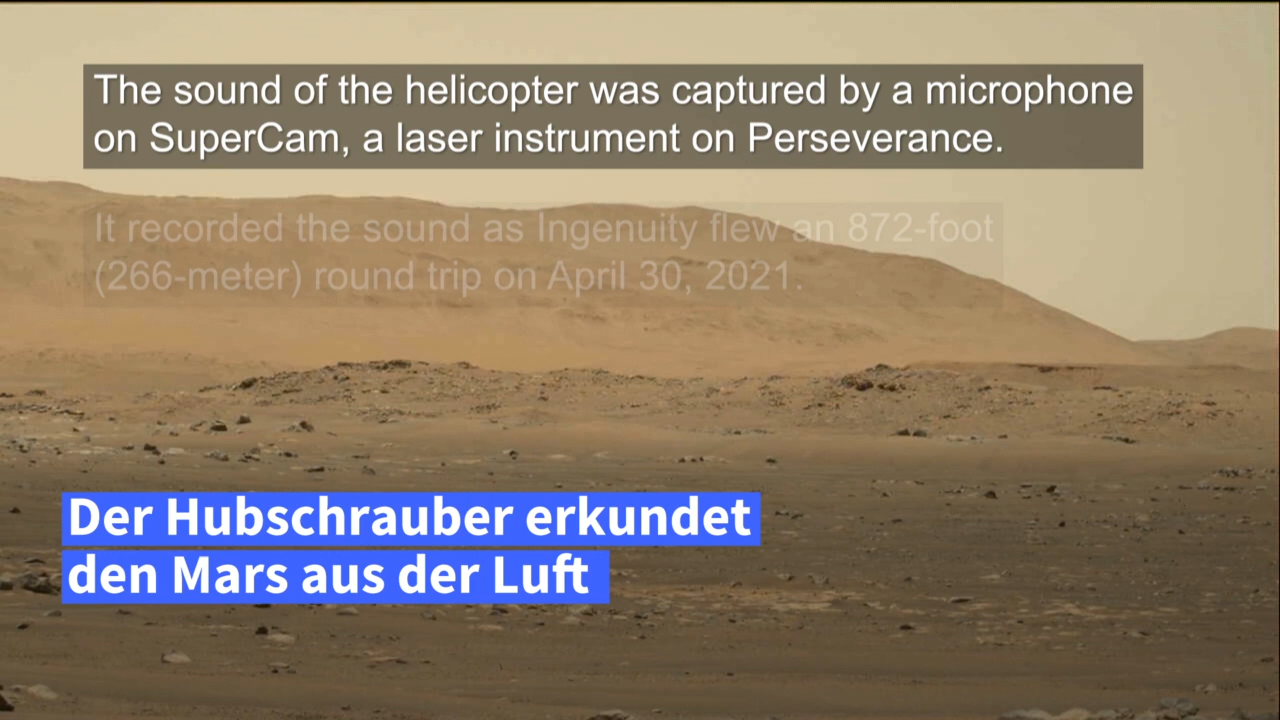 The sound of the helicopter was captured by a microphone
on SuperCam, a laser instrument on Perseverance.
It recorded the sound as Ingenuity flew an 872-foot
(266-meter) round trip on April 30, 2021.
Der Hubschrauber erkundet
den Mars aus der Luft